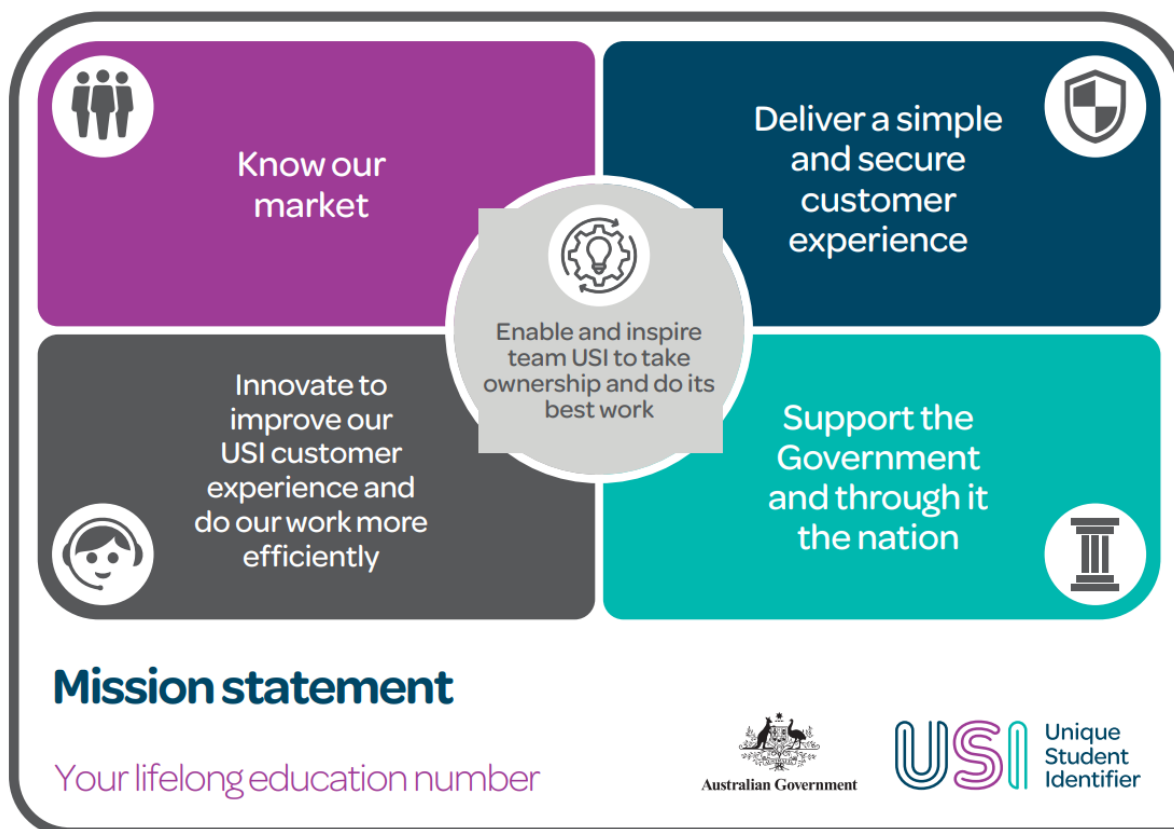 Know our
market
Deliver a simple
and secure
customer
experience
Enable and inspire
team USI to take
ownership and do its
best work
Innovate to
improve our
USI customer
experience and
do our work more
efficiently
Support the
Government
and through it
the nation
Mission statement
Your lifelong education number
Australian Government
USI
Unique
Student
Identifier